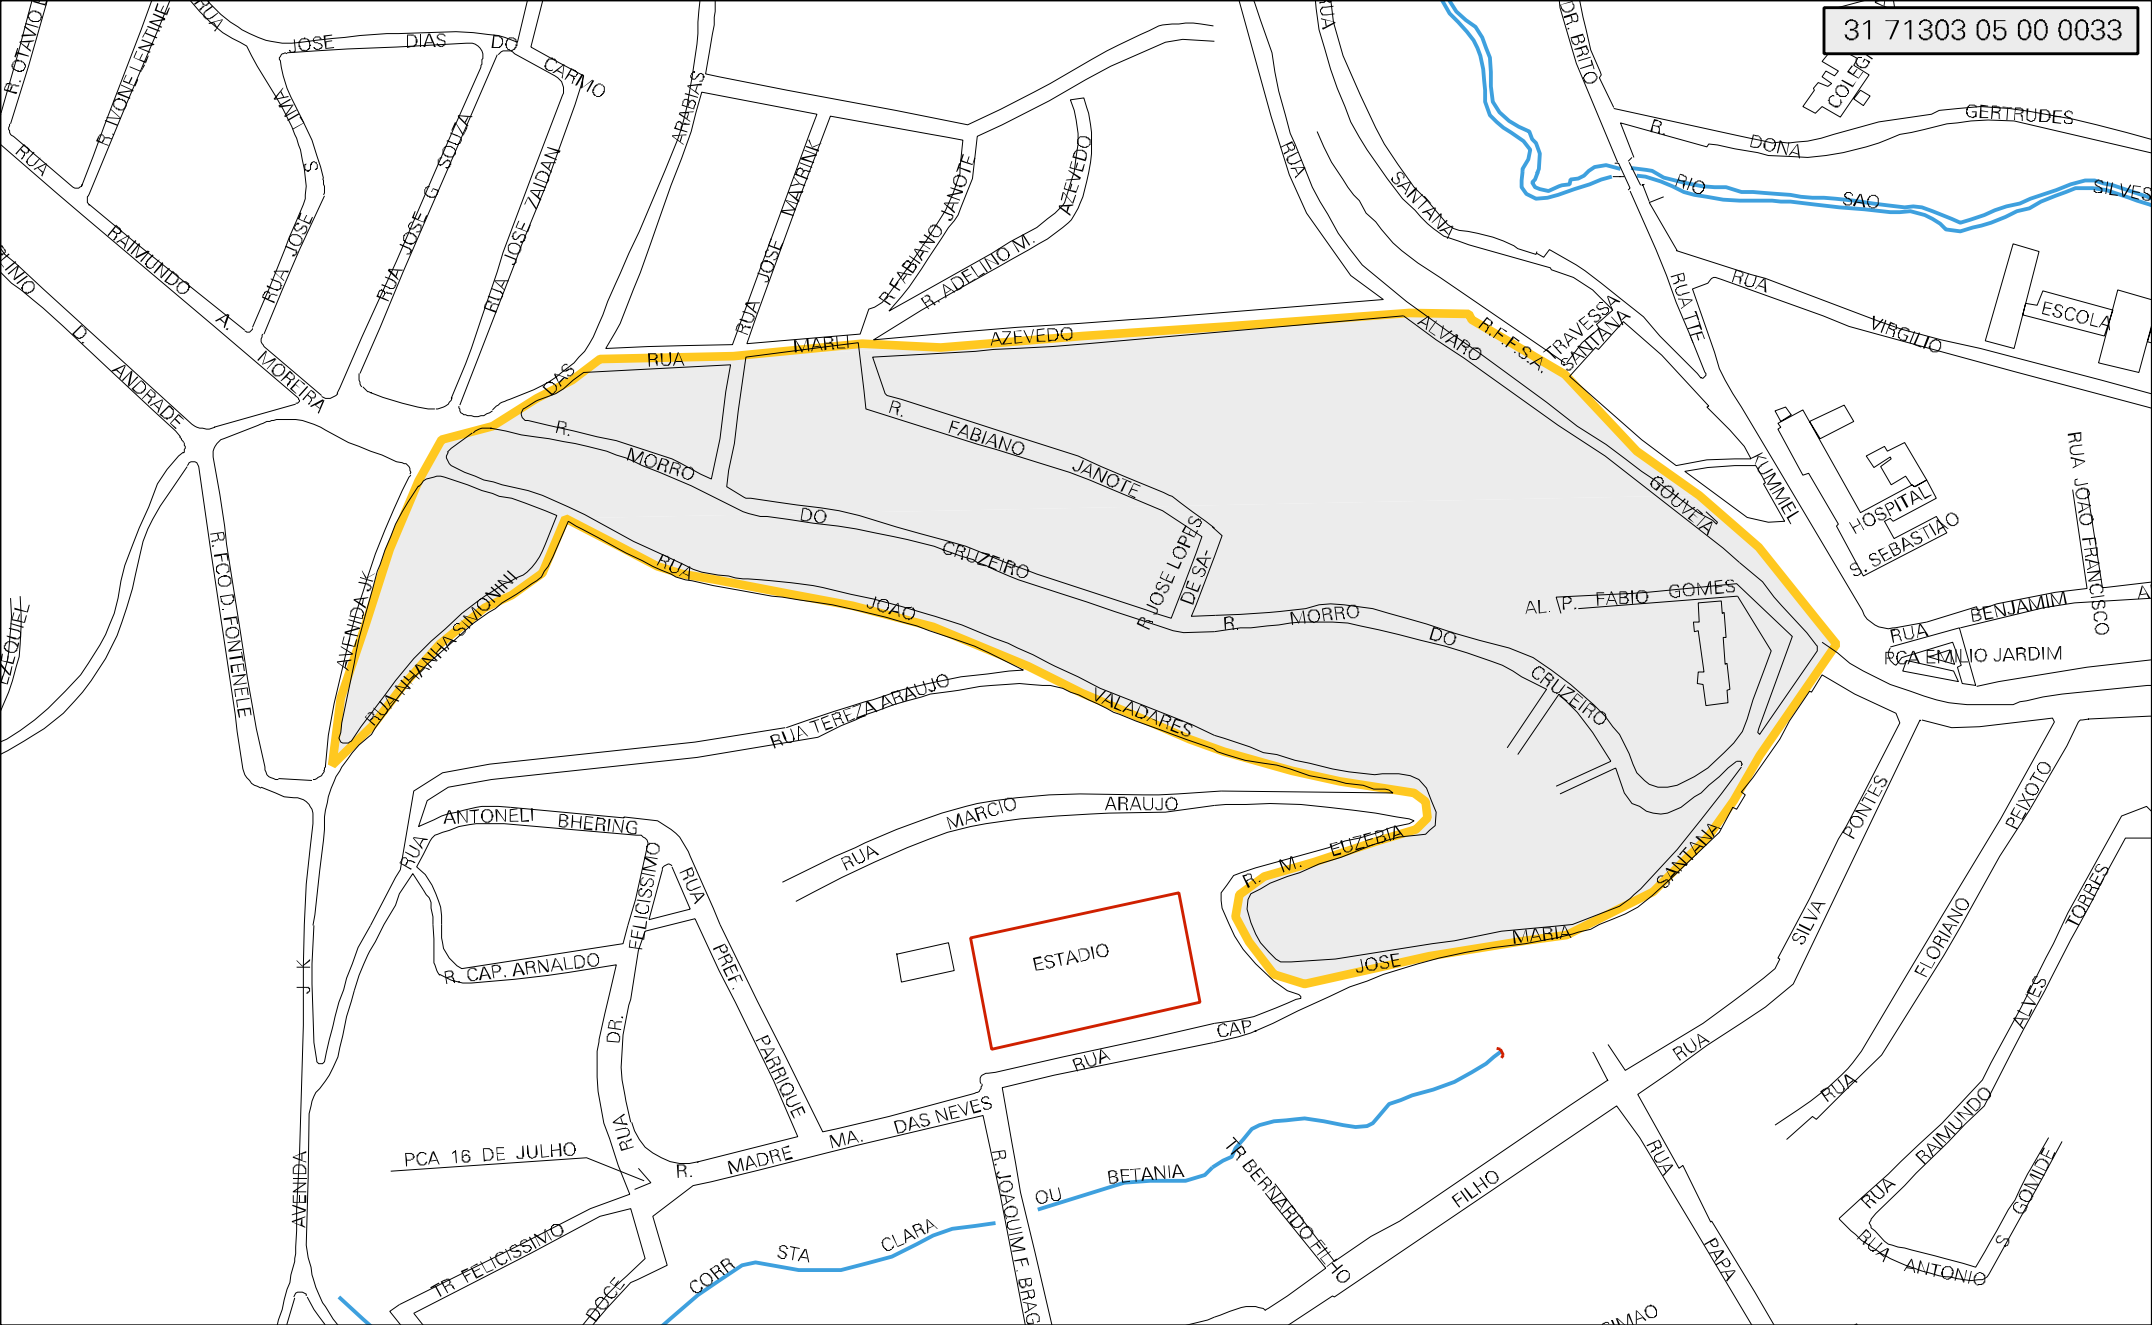 31 71303 05 00 0033
RUA
JOSE DIAS DO
CARMO
R. IVONE LENTINE
LIMA
S
RUA JOSE
RUA JOSE G SOUZA
RUA JOSE ZAIDAN
ARABIAS
DAS
RUA JOSE MAYRINK
R FABIANO JANOTE
R. ADELINO M.
AZEVEDO
RUA
RUA
SANTANA
DR. BRITO
R. DONA
GERTRUDES
RIO SAO
SILVES
RUA
RAIMUNDO
A.
MOREIRA
D.
ANDRADE
RUA MARLI AZEVEDO
ALVARO
GOUVEIA
R.F.F.S.A.
TRAVESSA
SANTANA
RUA TTE
KUMMEL
RUA
VIRGILIO
ESCOLA
HOSPITAL
S. SEBASTIAO
RUA JOAO FRANCISCO
R. MORRO DO CRUZEIRO
R. FABIANO JANOTE
R JOSE LOPES
DE SA-
R. MORRO DO CRUZEIRO
AL. P. FABIO GOMES
RUA BENJAMIM
PCA EMILIO JARDIM
R. FCO D. FONTENELE
AVENIDA JK
RUA NHANHA SIMONINI
RUA JOAO VALADARES
RUA TEREZA ARAUJO
RUA
ANTONELI BHERING
RUA MARCIO ARAUJO
R. M. EUZEBIA
ESTADIO
JOSE MARIA SANTANA
RUA CAP.
R. CAP. ARNALDO
FELICISSIMO
DR.
RUA
RUA
PREF.
PARRIQUE
J K
AVENIDA
PCA 16 DE JULHO
R. MADRE MA. DAS NEVES
TR FELICISSIMO
DOCE
CORR STA CLARA OU BETANIA
TR BERNARDO FILHO
RUA SILVA PONTES
FILHO
RUA PAPA
RUA FLORIANO PEIXOTO
RUA RAIMUNDO ALVES TORRES
RUA ANTONIO S GOMIDE